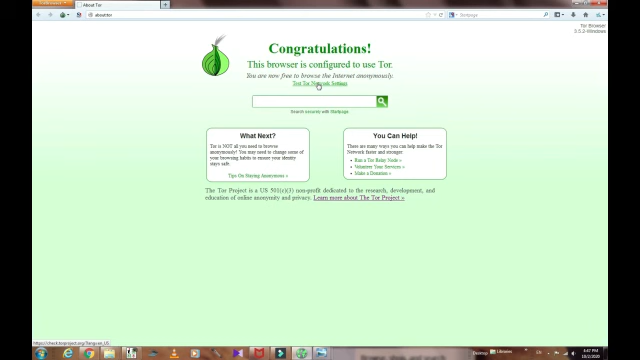 About Tor
about:tor
Startpage
Tor Browser
3.5.2-Windows
Congratulations!
This browser is configured to use Tor.
You are now free to browse the Internet anonymously.
Test Tor Network Settings
Search securely with Startpage.
What Next?
Tor is NOT all you need to browse
anonymously! You may need to change some of
your browsing habits to ensure your identity
stays safe.
Tips On Staying Anonymous »
You Can Help!
There are many ways you can help make the Tor
Network faster and stronger:
Run a Tor Relay Node »
Volunteer Your Services »
Make a Donation »
The Tor Project is a US 501(c)(3) non-profit dedicated to the research, development, and
education of online anonymity and privacy. Learn more about The Tor Project »
https://check.torproject.org/?lang=en_US
Desktop
Libraries
EN
10/2/2020